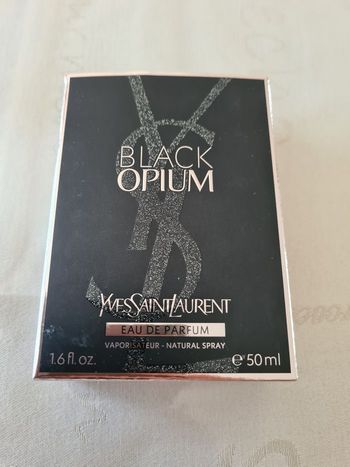 BLACK
OPIUM
YVESSAINTLAURENT
EAU DE PARFUM
VAPORISATEUR - NATURAL SPRAY
1.6 fl. oz. ℮ 50 ml